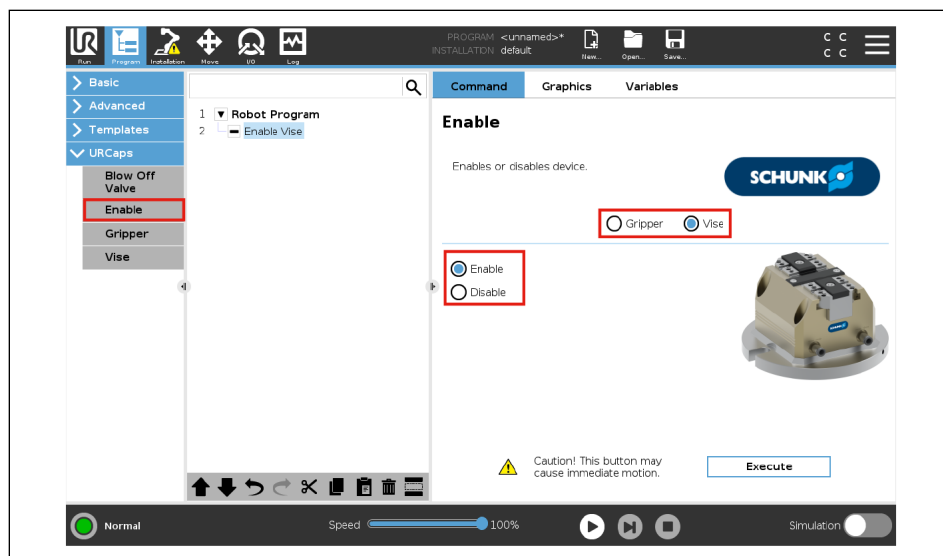 UR
PROGRAM <unnamed>*
INSTALLATION default
Run Program Installation Move I/O Log New... Open... Save...
C C
C C
Basic
Advanced
Templates
URCaps
Blow Off
Valve
Enable
Gripper
Vise
1 Robot Program
2 Enable Vise
Command Graphics Variables
Enable
Enables or disables device.
SCHUNK
Gripper Vise
Enable
Disable
Caution! This button may
cause immediate motion.
Execute
Normal
Speed 100%
Simulation